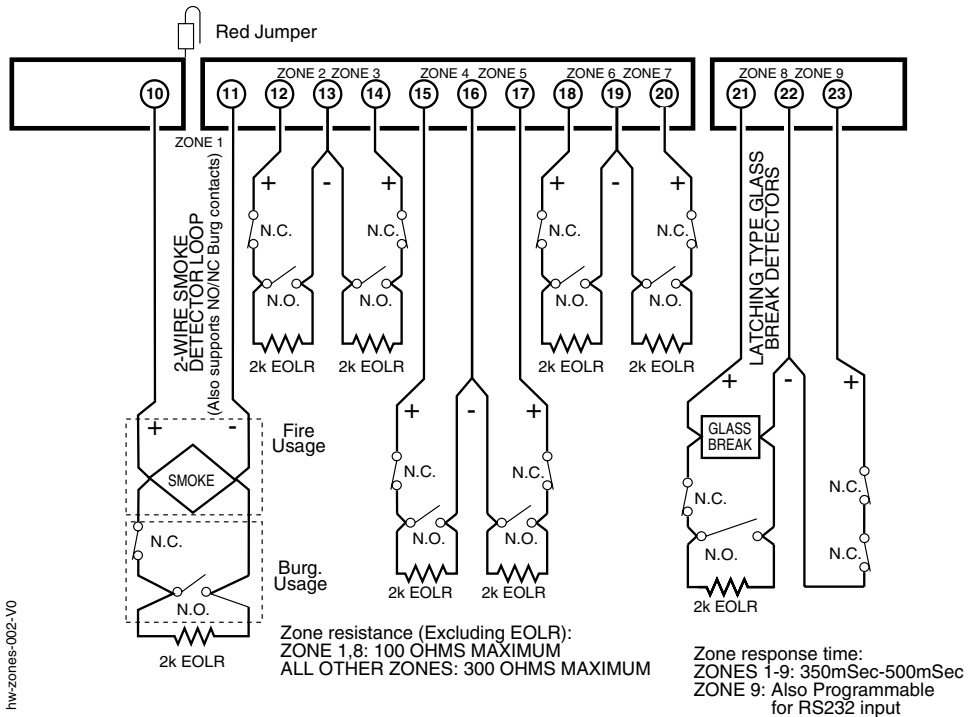 Red Jumper
ZONE 2 ZONE 3 ZONE 4 ZONE 5 ZONE 6 ZONE 7 ZONE 8 ZONE 9
10 11 12 13 14 15 16 17 18 19 20 21 22 23
ZONE 1
2-WIRE SMOKE
DETECTOR LOOP
(Also supports NO/NC Burg contacts)
+ - +
N.C. N.C.
N.O. N.O.
2k EOLR 2k EOLR
+ - +
N.C. N.C.
N.O. N.O.
2k EOLR 2k EOLR
LATCHING TYPE GLASS
BREAK DETECTORS
+ -
Fire
Usage
SMOKE
N.C.
Burg.
Usage
N.O.
2k EOLR
+ - +
N.C. N.C.
N.O. N.O.
2k EOLR 2k EOLR
+ - +
GLASS
BREAK
N.C. N.C.
N.O. N.C.
2k EOLR
Zone resistance (Excluding EOLR):
ZONE 1,8: 100 OHMS MAXIMUM
ALL OTHER ZONES: 300 OHMS MAXIMUM
Zone response time:
ZONES 1-9: 350mSec-500mSec
ZONE 9: Also Programmable
for RS232 input
hw-zones-002-V0